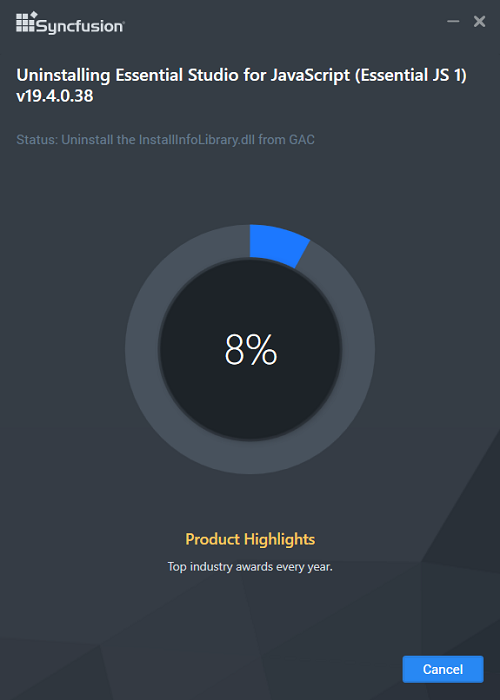 Syncfusion
Uninstalling Essential Studio for JavaScript (Essential JS 1)
v19.4.0.38
Status: Uninstall the InstallInfoLibrary.dll from GAC
8%
Product Highlights
Top industry awards every year.
Cancel